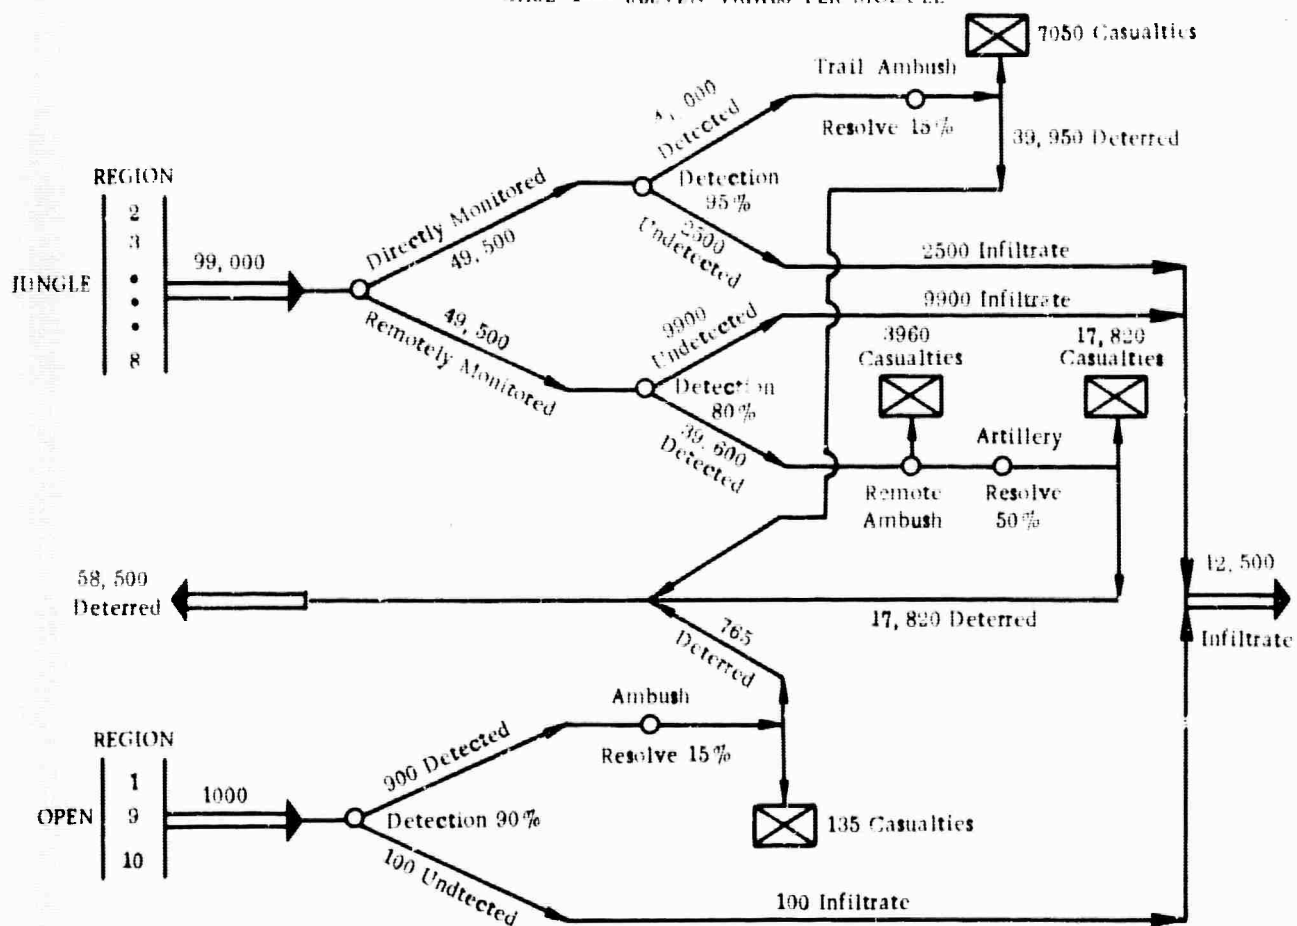 7050 Casualties
Trail Ambush
Resolve 15%
39,950 Deterred
000
Detected
Detection
95%
2500
Undetected
REGION
2
3
8
JUNGLE
99,000
Directly Monitored
49,500
49,500
Remotely Monitored
2500 Infiltrate
9900 Infiltrate
9900
Undetected
Detection
80%
39,600
Detected
3960
Casualties
17,820
Casualties
Artillery
Remote
Ambush
Resolve
50%
58,500
Deterred
17,820 Deterred
12,500
Infiltrate
765
Deterred
Ambush
Resolve 15%
REGION
1
9
10
OPEN
1000
900 Detected
Detection 90%
100 Undtected
135 Casualties
100 Infiltrate